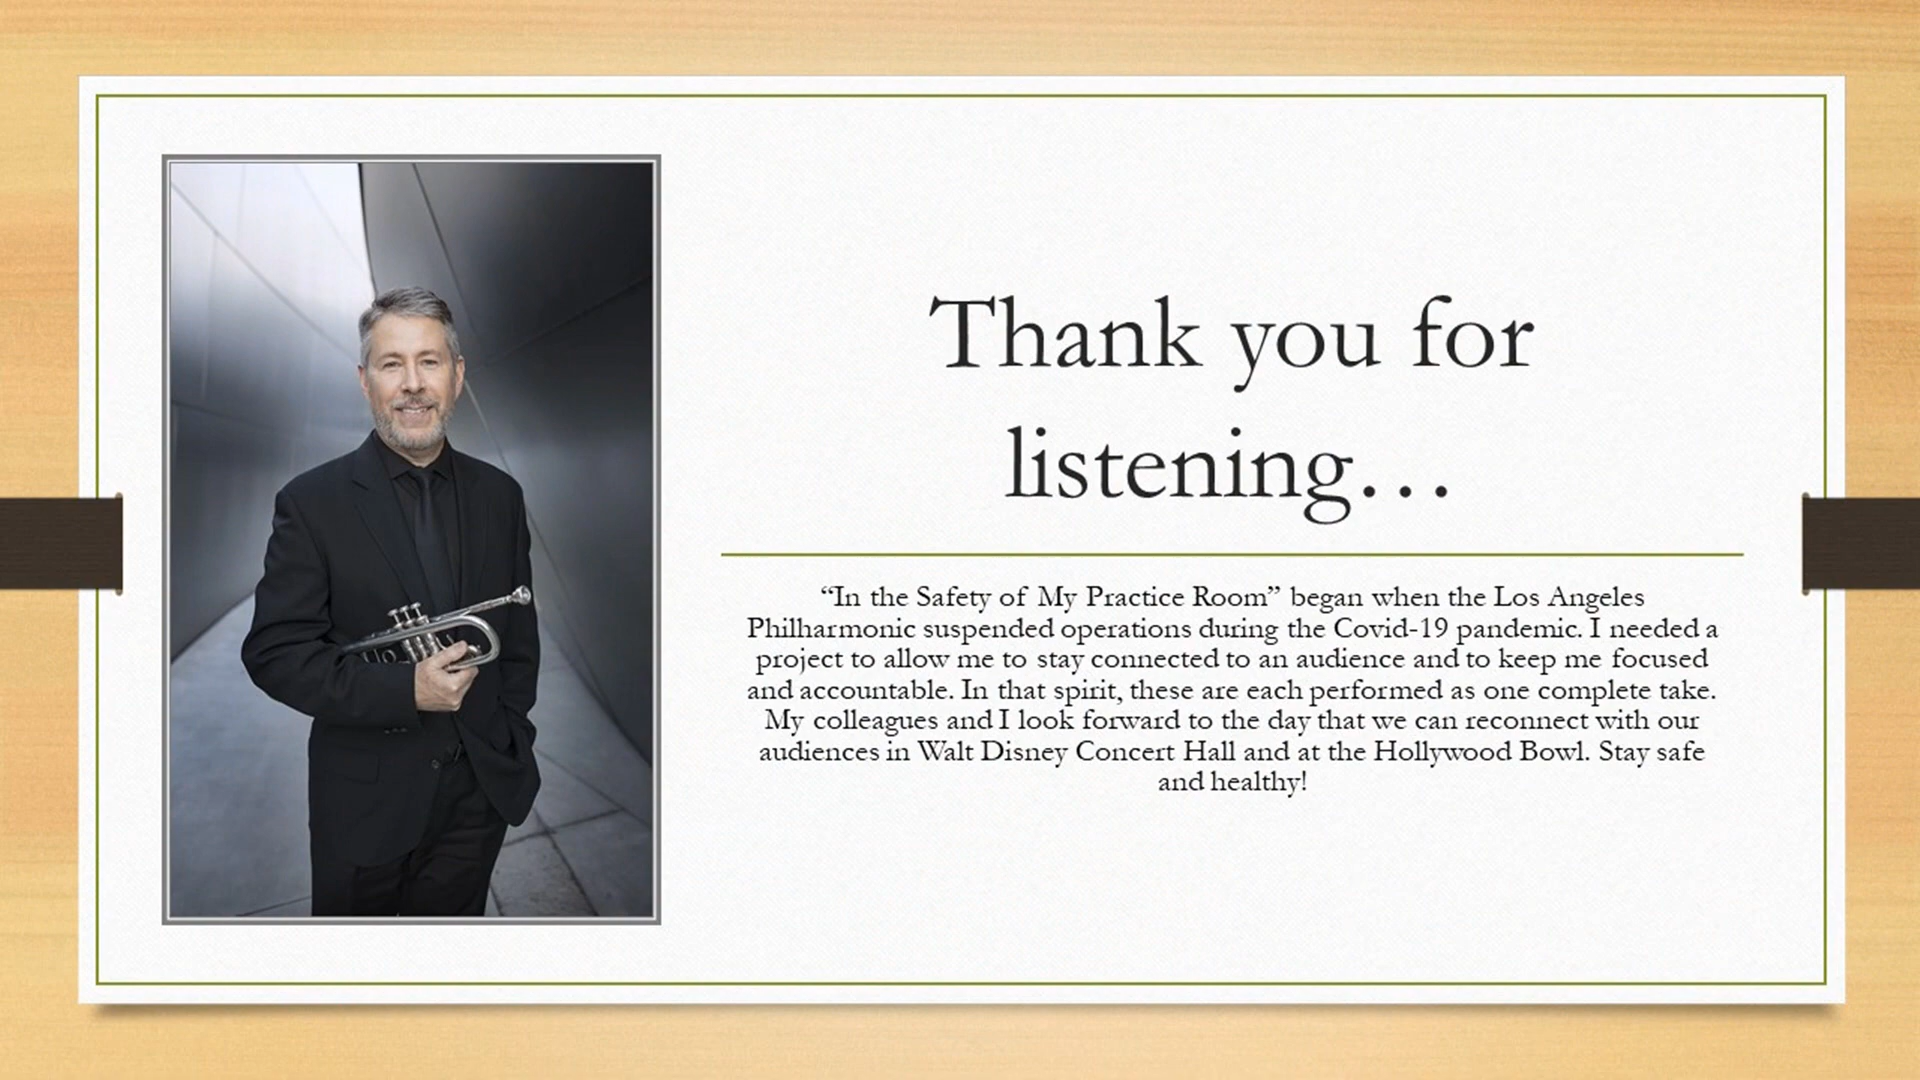 Thank you for
listening…
“In the Safety of My Practice Room” began when the Los Angeles
Philharmonic suspended operations during the Covid-19 pandemic. I needed a
project to allow me to stay connected to an audience and to keep me focused
and accountable. In that spirit, these are each performed as one complete take.
My colleagues and I look forward to the day that we can reconnect with our
audiences in Walt Disney Concert Hall and at the Hollywood Bowl. Stay safe
and healthy!